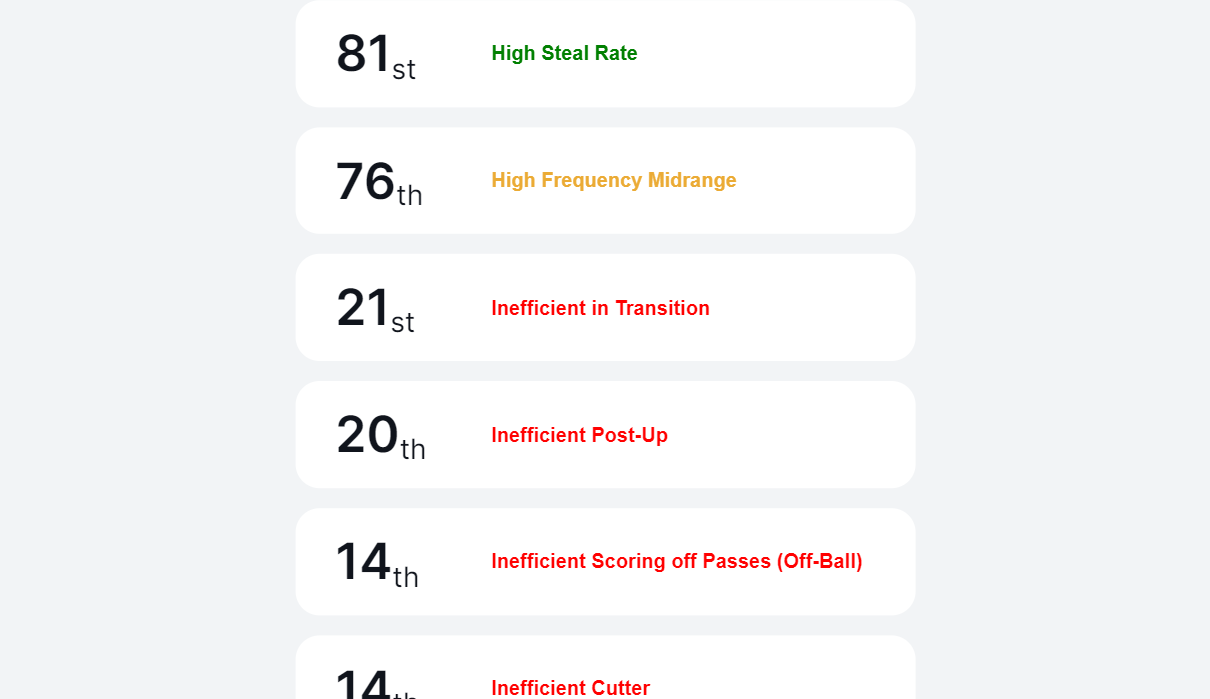 81st High Steal Rate
76th High Frequency Midrange
21st Inefficient in Transition
20th Inefficient Post-Up
14th Inefficient Scoring off Passes (Off-Ball)
14th Inefficient Cutter